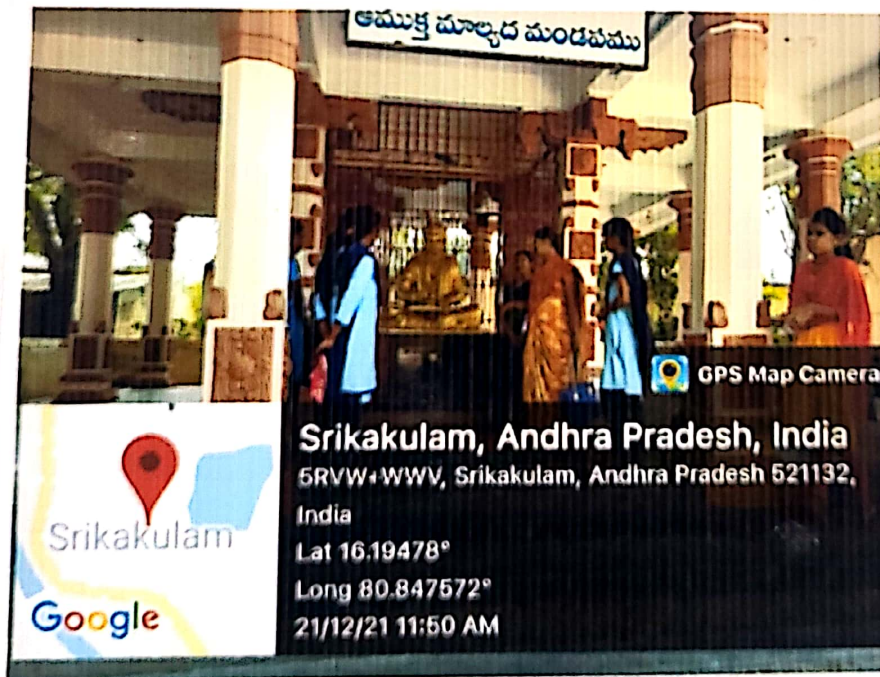 ఆముక్త మాల్యద మండపము
GPS Map Camera
Srikakulam, Andhra Pradesh, India
5RVW+WWV, Srikakulam, Andhra Pradesh 521132,
India
Lat 16.19478°
Long 80.847572°
21/12/21 11:50 AM
Srikakulam
Google